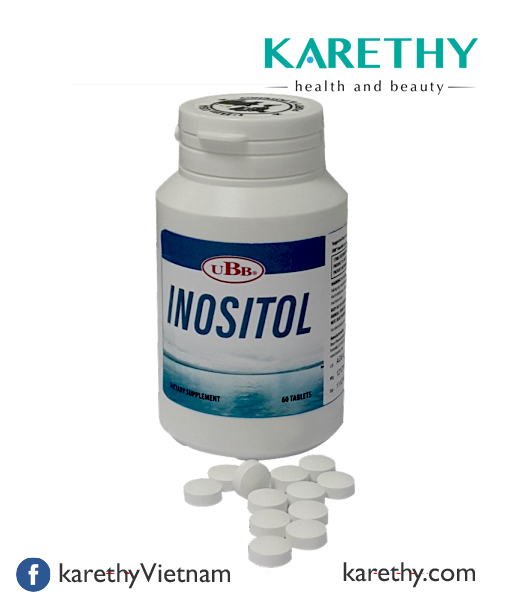 KARETHY
health and beauty
UBB®
INOSITOL
DIETARY SUPPLEMENT
60 TABLETS
f karethyVietnam
karethy.com